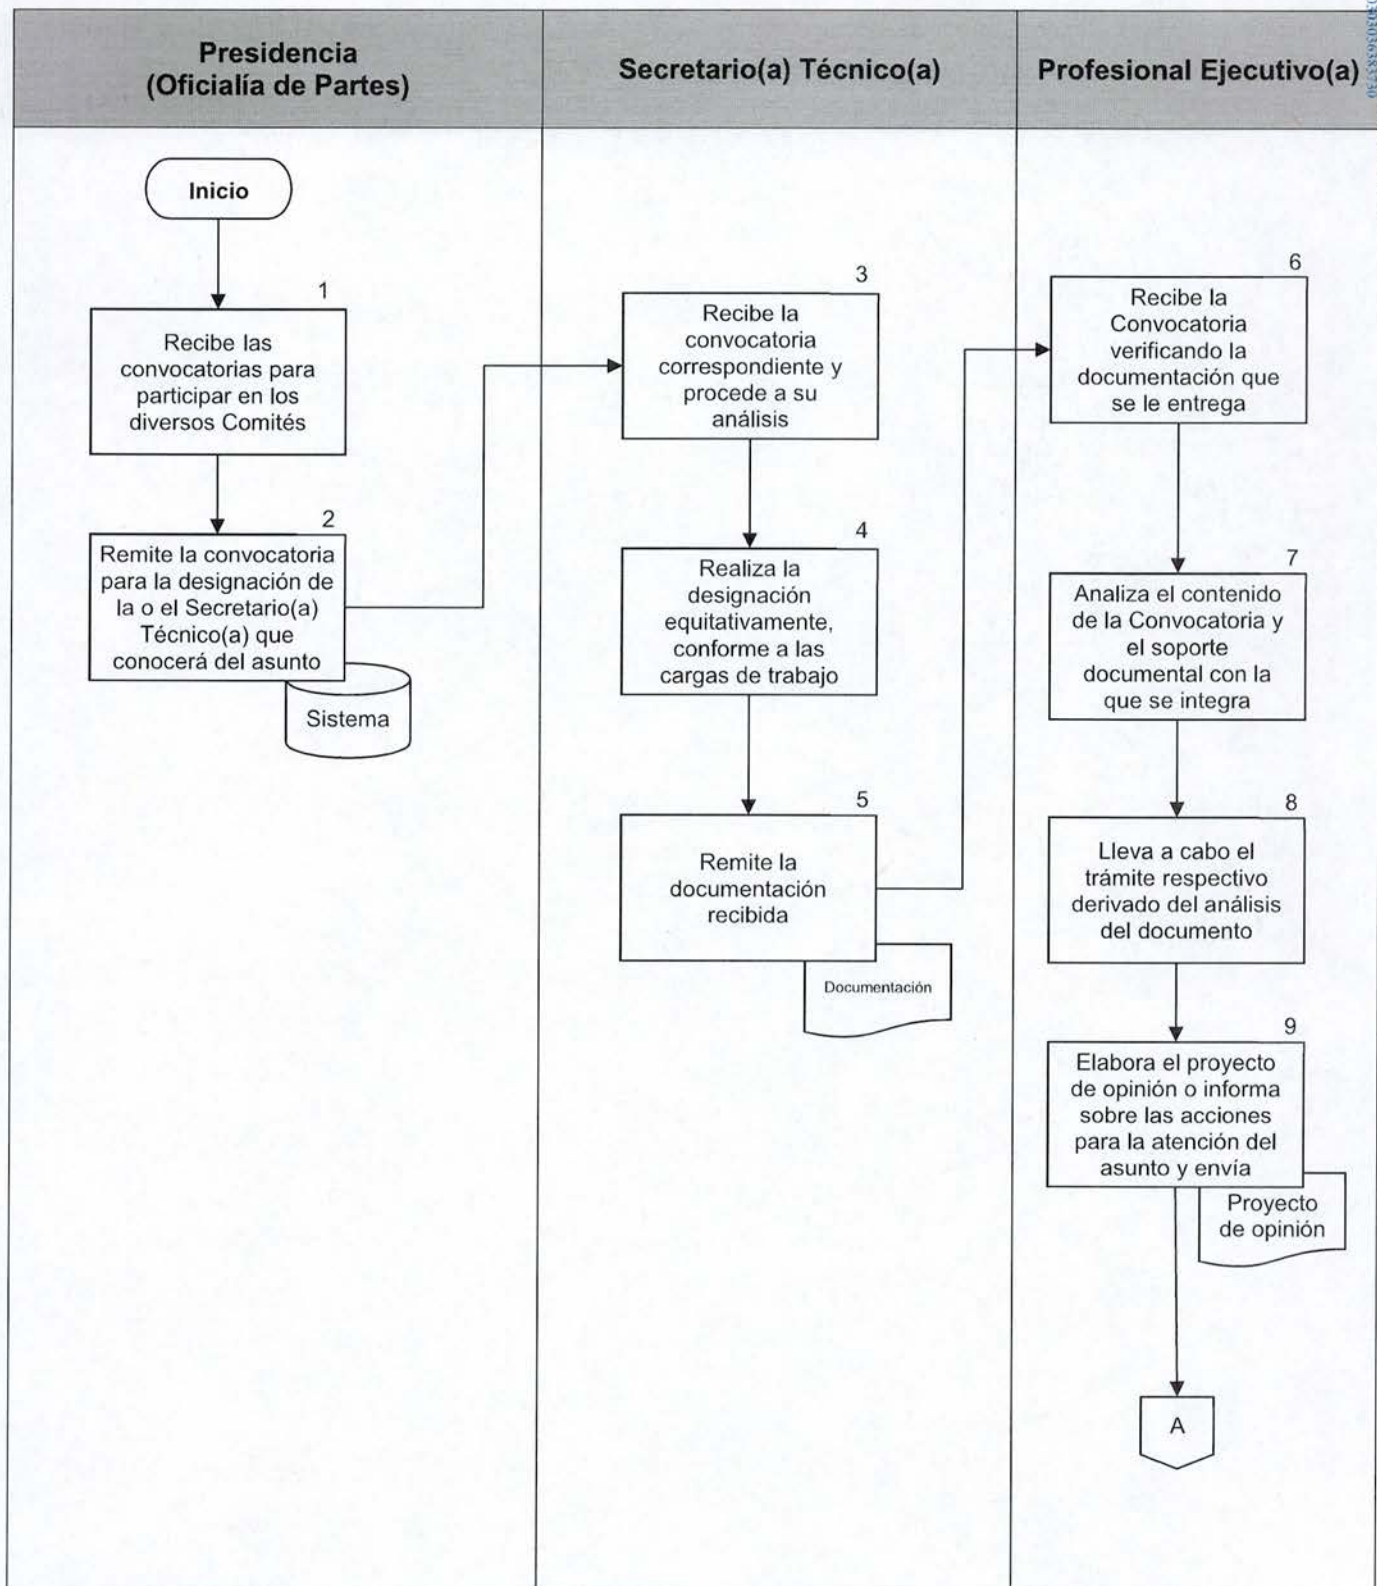 Presidencia
(Oficialía de Partes)
Secretario(a) Técnico(a)
Profesional Ejecutivo(a)
Inicio
1
Recibe las
convocatorias para
participar en los
diversos Comités
2
Remite la convocatoria
para la designación de
la o el Secretario(a)
Técnico(a) que
conocerá del asunto
Sistema
3
Recibe la
convocatoria
correspondiente y
procede a su
análisis
4
Realiza la
designación
equitativamente,
conforme a las
cargas de trabajo
5
Remite la
documentación
recibida
Documentación
6
Recibe la
Convocatoria
verificando la
documentación que
se le entrega
7
Analiza el contenido
de la Convocatoria y
el soporte
documental con la
que se integra
8
Lleva a cabo el
trámite respectivo
derivado del análisis
del documento
9
Elabora el proyecto
de opinión o informa
sobre las acciones
para la atención del
asunto y envía
Proyecto
de opinión
A